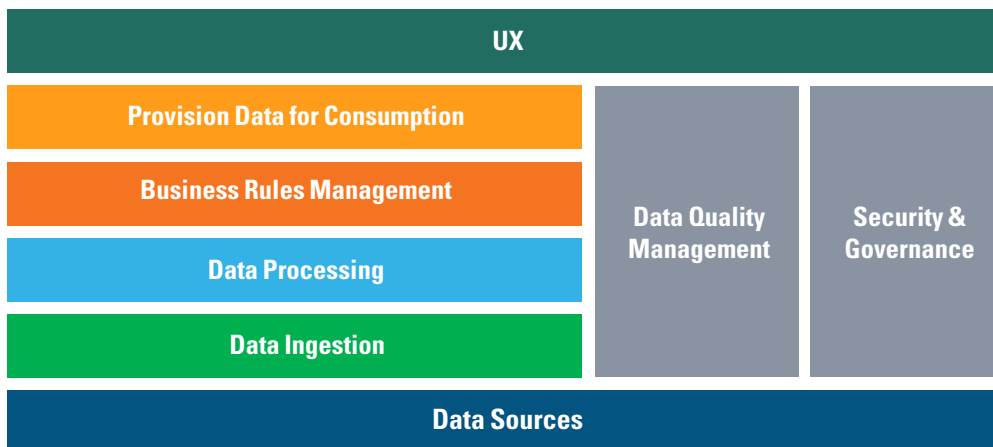 UX
Provision Data for Consumption
Business Rules Management
Data Processing
Data Ingestion
Data Quality
Management
Security &
Governance
Data Sources